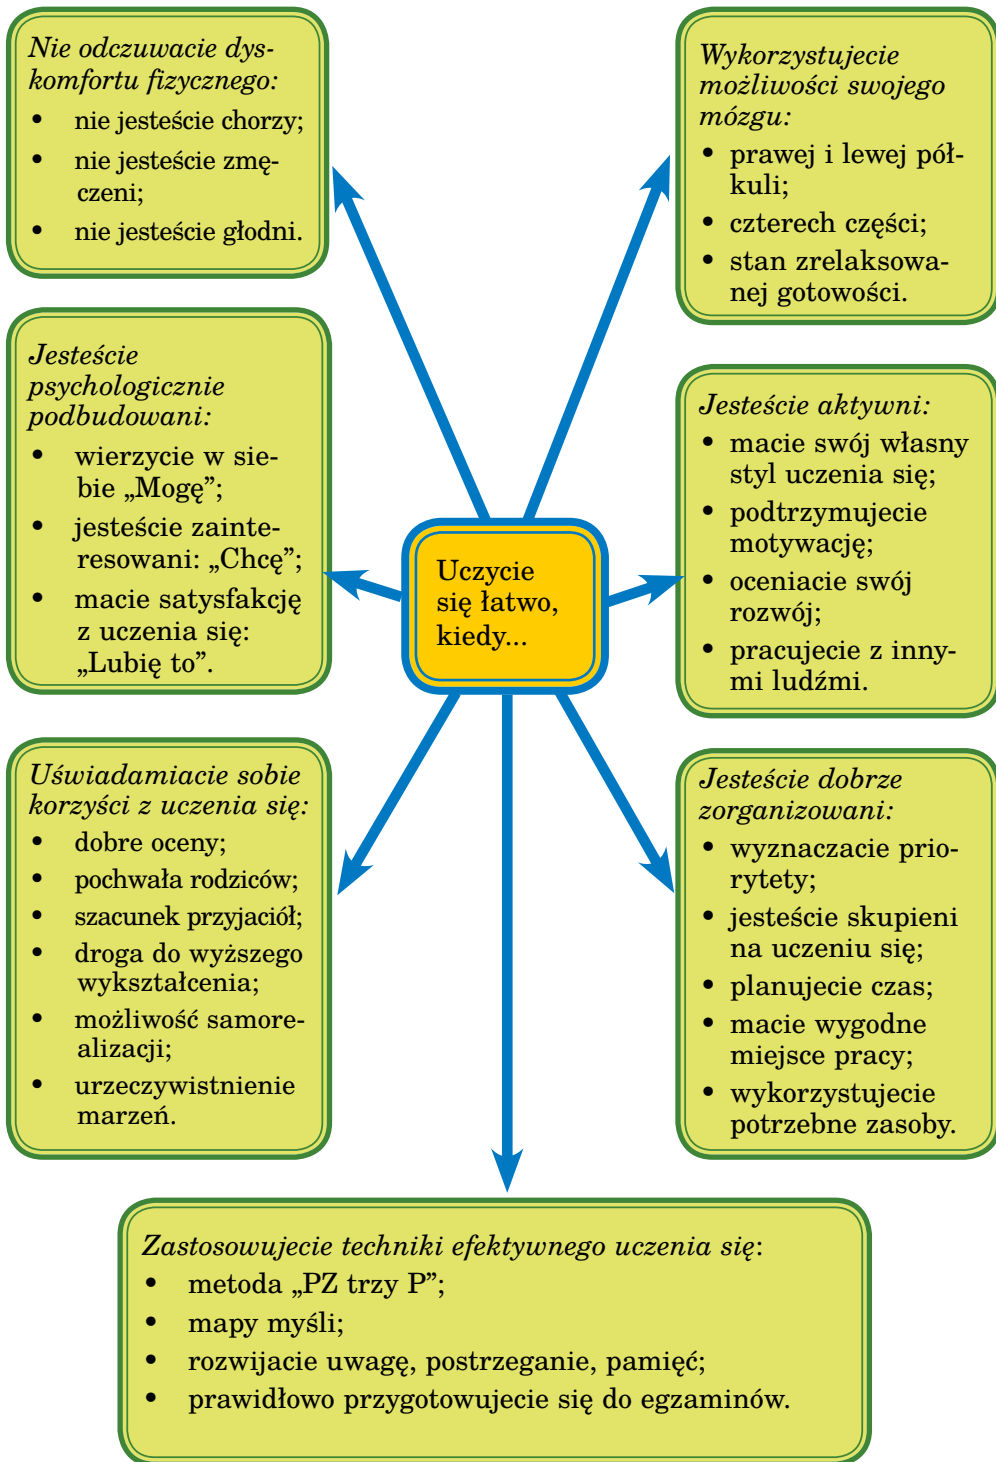 Nie odczuwacie dys-
komfortu fizycznego:
• nie jesteście chorzy;
• nie jesteście zmę-
czeni;
• nie jesteście głodni.
Wykorzystujecie
możliwości swojego
mózgu:
• prawej i lewej pół-
kuli;
• czterech części;
• stan zrelaksowa-
nej gotowości.
Jesteście
psychologicznie
podbudowani:
• wierzycie w sie-
bie „Mogę”;
• jesteście zainte-
resowani: „Chcę”;
• macie satysfakcję
z uczenia się:
„Lubię to”.
Jesteście aktywni:
• macie swój własny
styl uczenia się;
• podtrzymujecie
motywację;
• oceniacie swój
rozwój;
• pracujecie z inny-
mi ludźmi.
Uczycie
się łatwo,
kiedy...
Uświadamiacie sobie
korzyści z uczenia się:
• dobre oceny;
• pochwała rodziców;
• szacunek przyjaciół;
• droga do wyższego
wykształcenia;
• możliwość samore-
alizacji;
• urzeczywistnienie
marzeń.
Jesteście dobrze
zorganizowani:
• wyznaczacie prio-
rytety;
• jesteście skupieni
na uczeniu się;
• planujecie czas;
• macie wygodne
miejsce pracy;
• wykorzystujecie
potrzebne zasoby.
Zastosowujecie techniki efektywnego uczenia się:
• metoda „PZ trzy P”;
• mapy myśli;
• rozwijacie uwagę, postrzeganie, pamięć;
• prawidłowo przygotowujecie się do egzaminów.